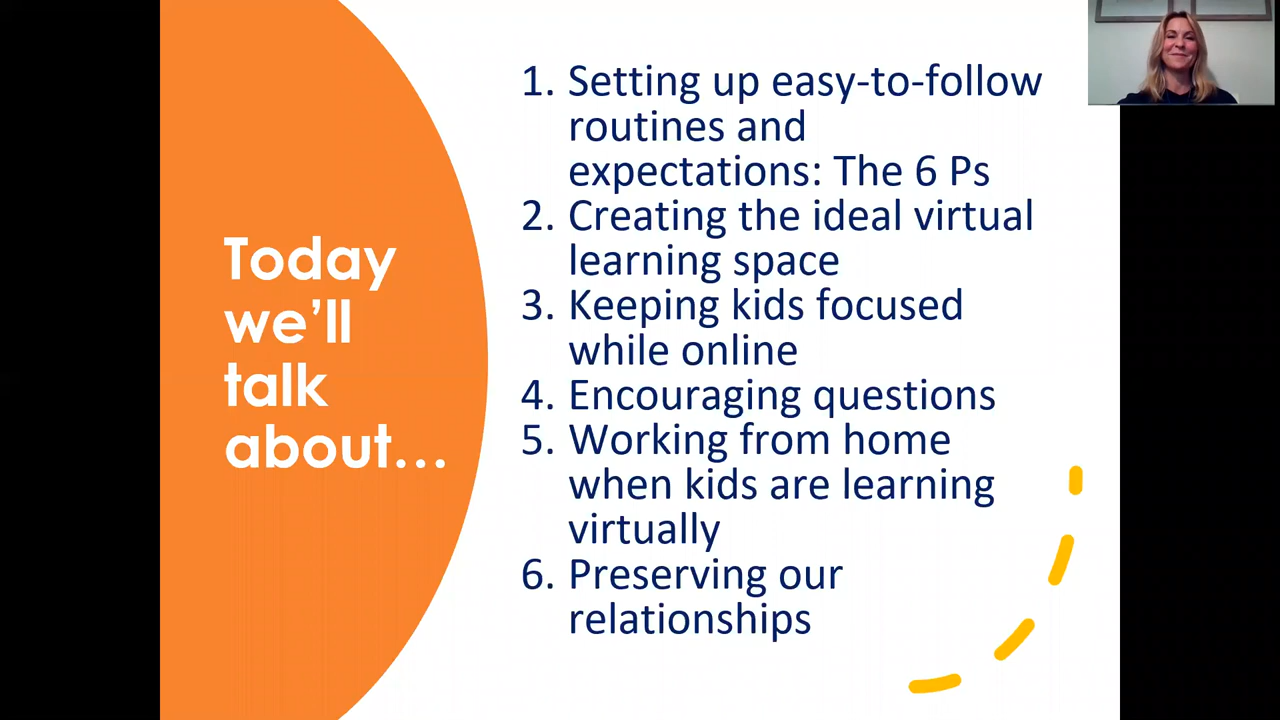 Today
we’ll
talk
about…
1. Setting up easy-to-follow
routines and
expectations: The 6 Ps
2. Creating the ideal virtual
learning space
3. Keeping kids focused
while online
4. Encouraging questions
5. Working from home
when kids are learning
virtually
6. Preserving our
relationships